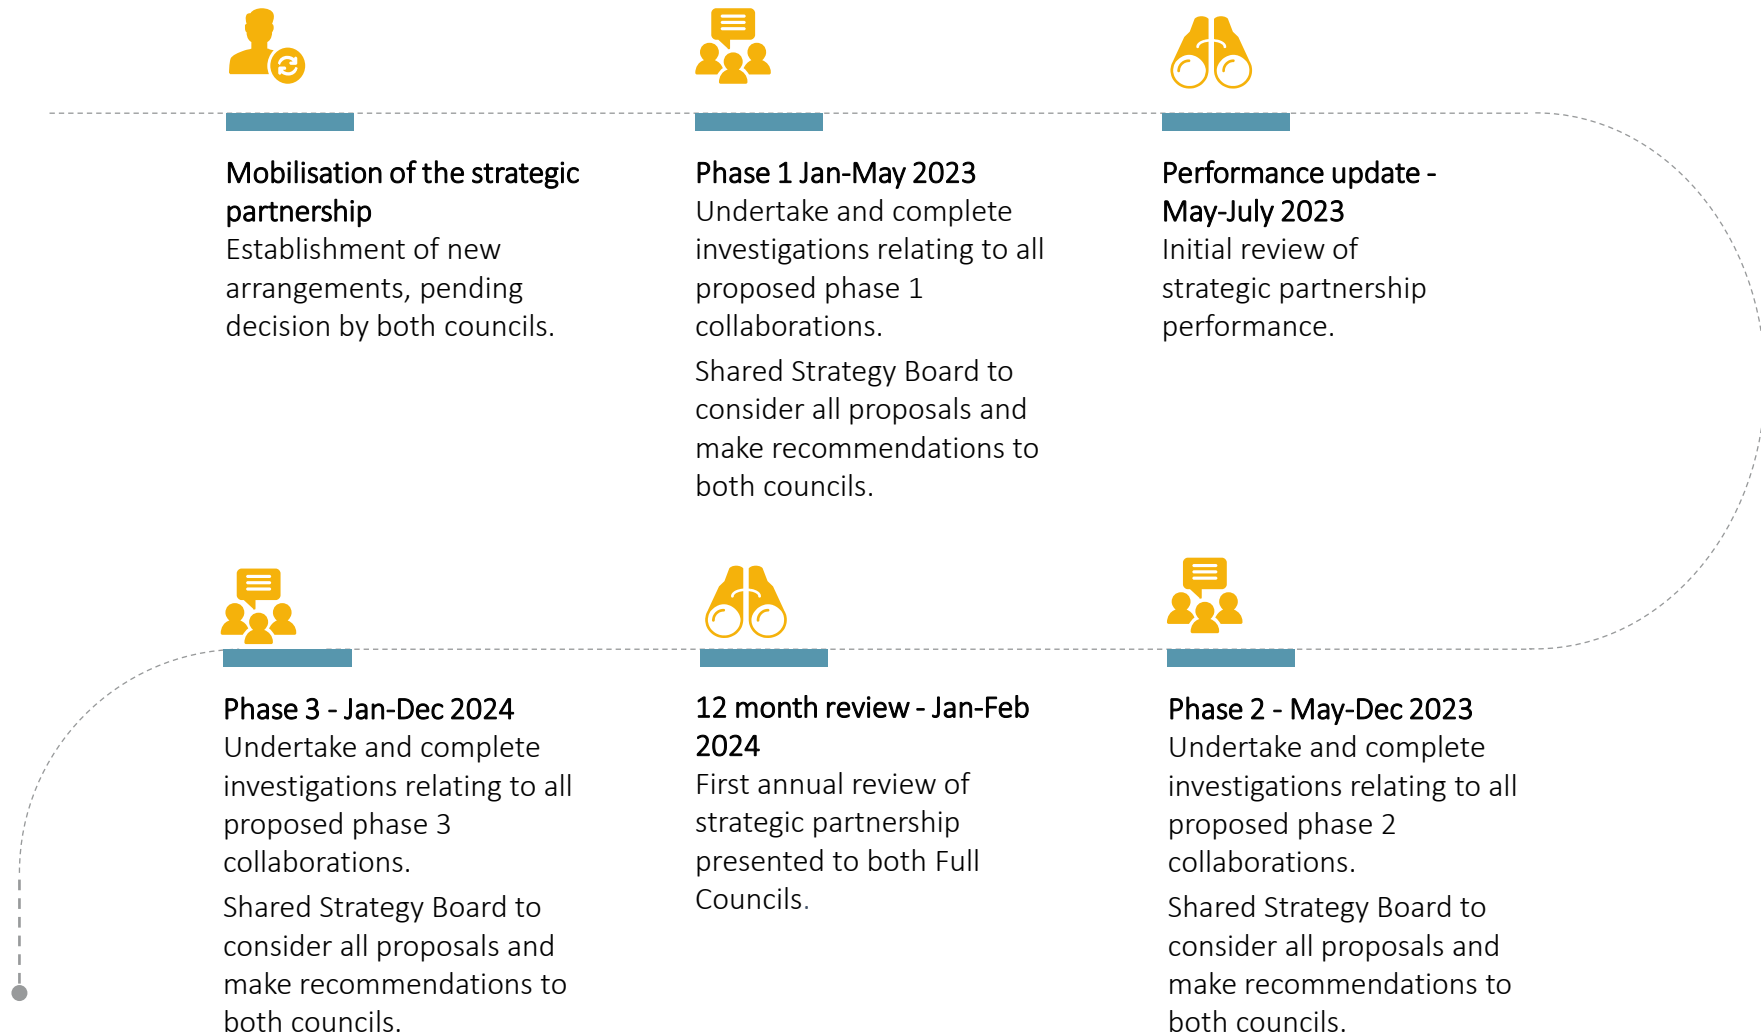 Mobilisation of the strategic
partnership
Establishment of new
arrangements, pending
decision by both councils.
Phase 1 Jan-May 2023
Undertake and complete
investigations relating to all
proposed phase 1
collaborations.
Shared Strategy Board to
consider all proposals and
make recommendations to
both councils.
Performance update -
May-July 2023
Initial review of
strategic partnership
performance.
Phase 3 - Jan-Dec 2024
Undertake and complete
investigations relating to all
proposed phase 3
collaborations.
Shared Strategy Board to
consider all proposals and
make recommendations to
both councils.
12 month review - Jan-Feb
2024
First annual review of
strategic partnership
presented to both Full
Councils.
Phase 2 - May-Dec 2023
Undertake and complete
investigations relating to all
proposed phase 2
collaborations.
Shared Strategy Board to
consider all proposals and
make recommendations to
both councils.